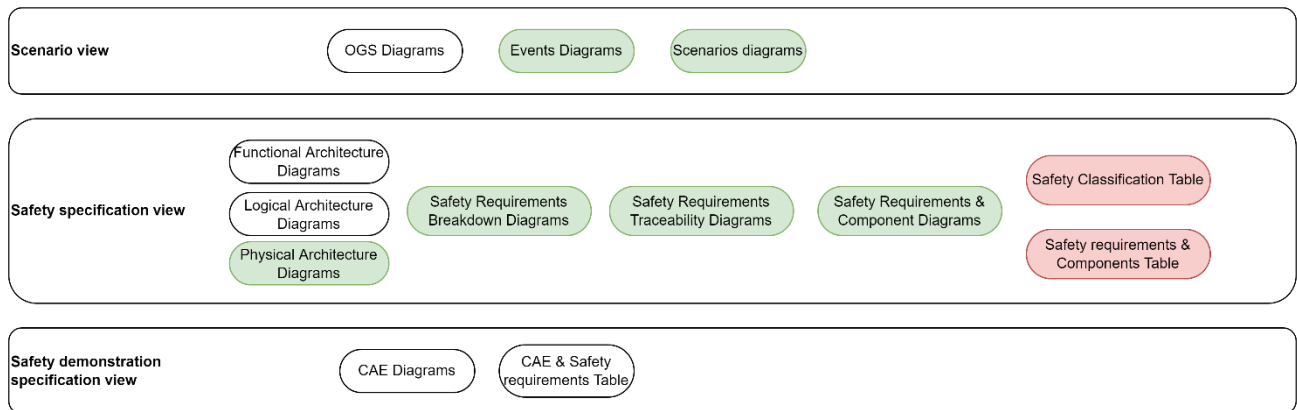 Scenario view
OGS Diagrams
Events Diagrams
Scenarios diagrams
Safety specification view
Functional Architecture
Diagrams
Logical Architecture
Diagrams
Physical Architecture
Diagrams
Safety Requirements
Breakdown Diagrams
Safety Requirements
Traceability Diagrams
Safety Requirements &
Component Diagrams
Safety Classification Table
Safety requirements &
Components Table
Safety demonstration
specification view
CAE Diagrams
CAE & Safety
requirements Table